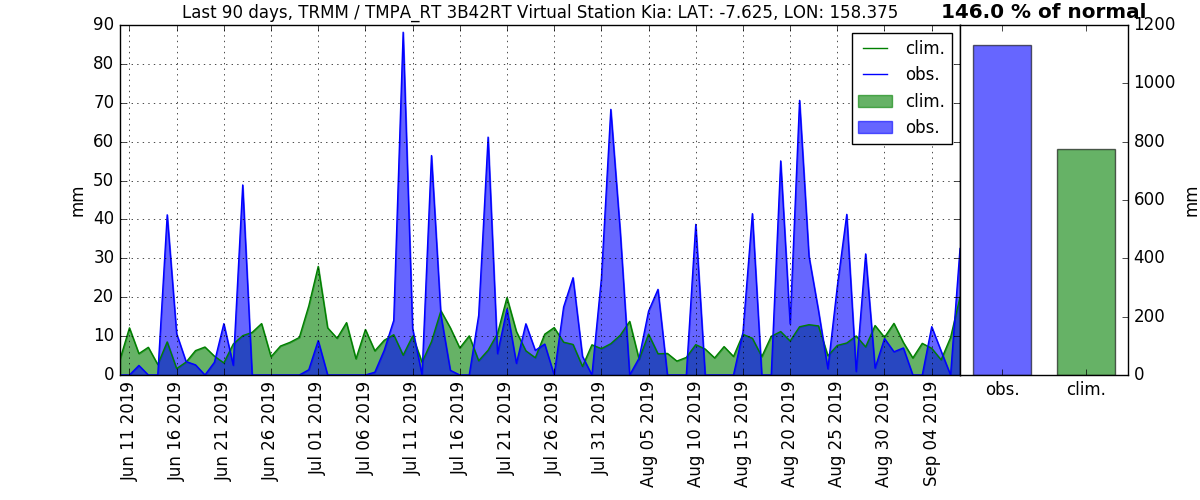 Last 90 days, TRMM / TMPA_RT 3B42RT Virtual Station Kia: LAT: -7.625, LON: 158.375
146.0 % of normal
90
80
70
60
50
40
30
20
10
0
mm
clim.
obs.
clim.
obs.
1200
1000
800
600
400
200
0
mm
obs.
clim.
Jun 11 2019
Jun 16 2019
Jun 21 2019
Jun 26 2019
Jul 01 2019
Jul 06 2019
Jul 11 2019
Jul 16 2019
Jul 21 2019
Jul 26 2019
Jul 31 2019
Aug 05 2019
Aug 10 2019
Aug 15 2019
Aug 20 2019
Aug 25 2019
Aug 30 2019
Sep 04 2019